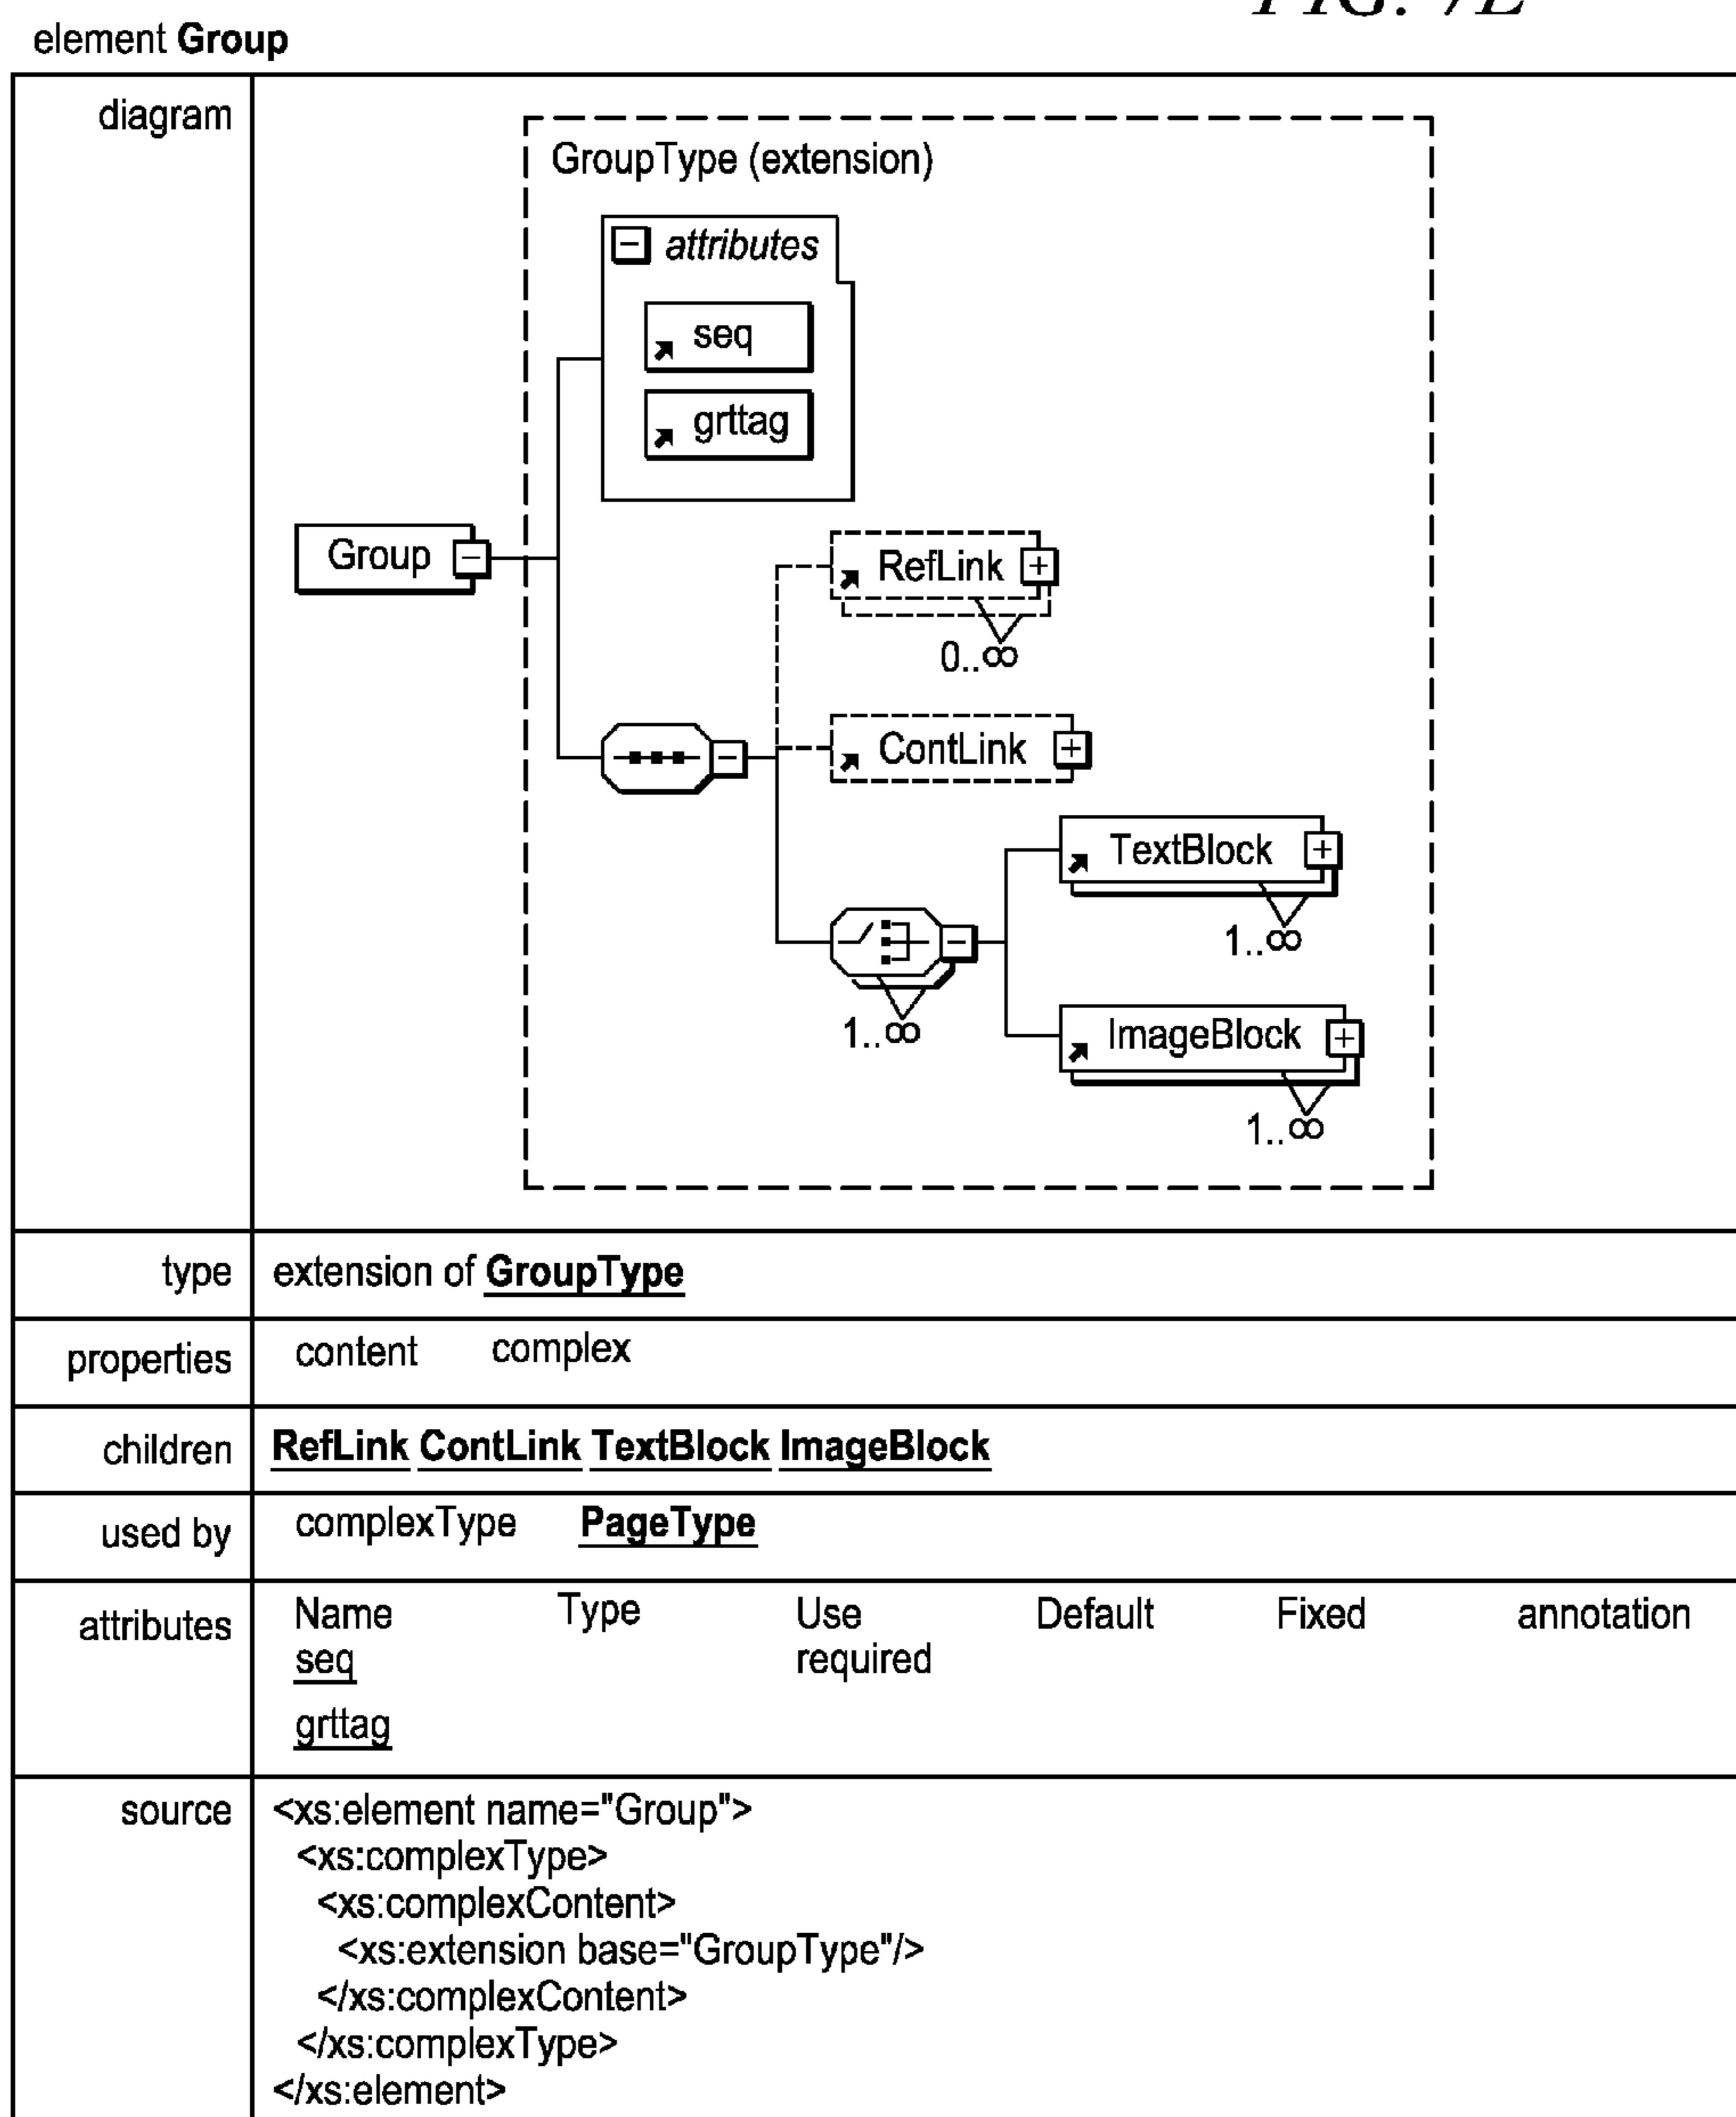 element Group
diagram
GroupType (extension)
attributes
seq
grttag
Group
RefLink
0..∞
ContLink
TextBlock
1..∞
1..∞
ImageBlock
1..∞
type extension of GroupType
properties content complex
children RefLink ContLink TextBlock ImageBlock
used by complexType PageType
attributes Name Type Use Default Fixed annotation
seq required
grttag
source <xs:element name="Group">
<xs:complexType>
<xs:complexContent>
<xs:extension base="GroupType"/>
</xs:complexContent>
</xs:complexType>
</xs:element>